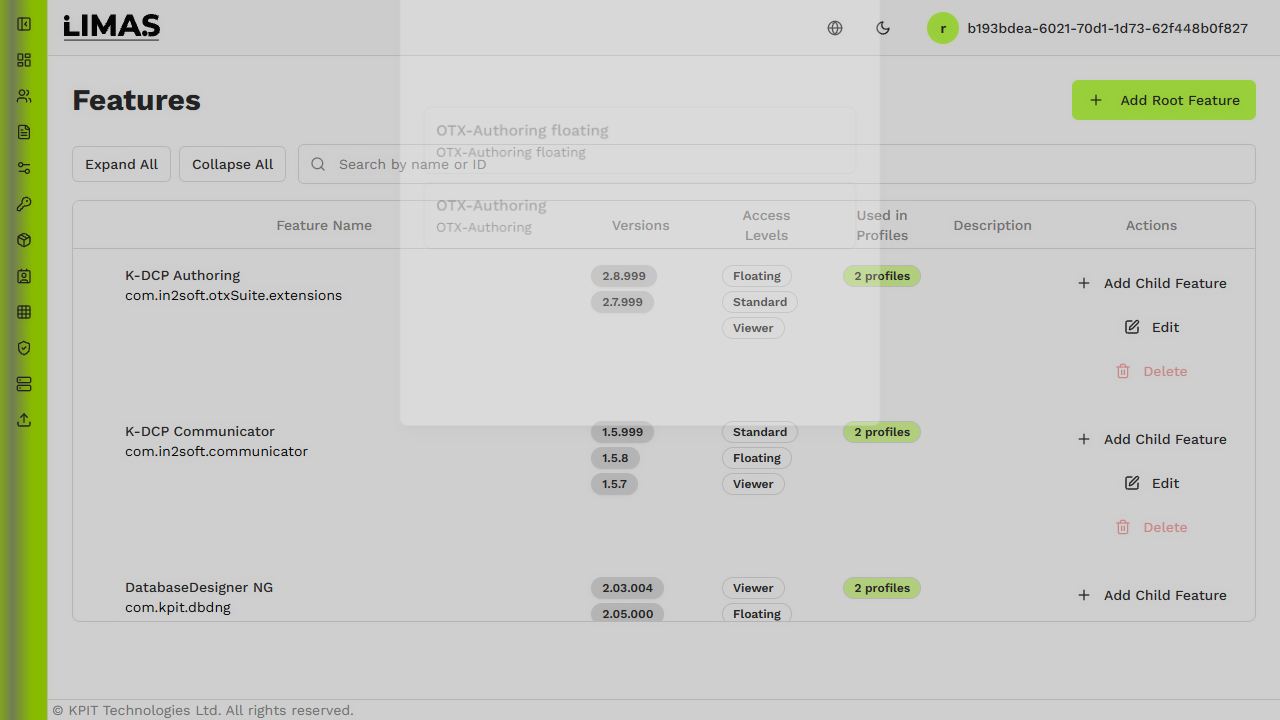 LIMAS
r
b193bdea-6021-70d1-1d73-62f448b0f827
Features
Add Root Feature
OTX-Authoring floating
OTX-Authoring floating
Expand All
Collapse All
Search by name or ID
OTX-Authoring
OTX-Authoring
Feature Name
Versions
Access Levels
Used in Profiles
Description
Actions
K-DCP Authoring
com.in2soft.otxSuite.extensions
2.8.999
2.7.999
Floating
Standard
Viewer
2 profiles
Add Child Feature
Edit
Delete
K-DCP Communicator
com.in2soft.communicator
1.5.999
1.5.8
1.5.7
Standard
Floating
Viewer
2 profiles
Add Child Feature
Edit
Delete
DatabaseDesigner NG
com.kpit.dbdng
2.03.004
2.05.000
Viewer
Floating
2 profiles
Add Child Feature
© KPIT Technologies Ltd. All rights reserved.